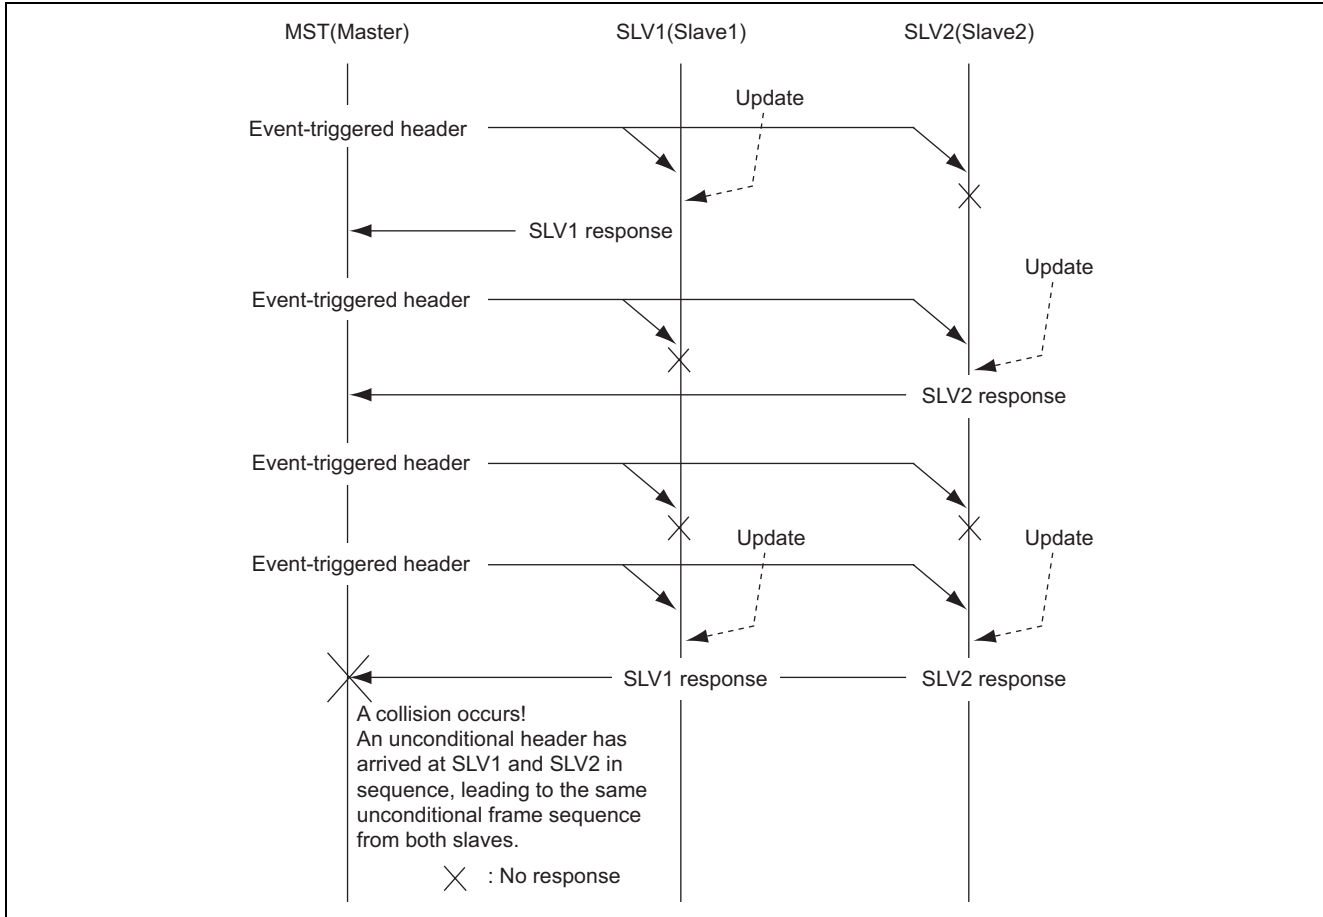 MST(Master)
SLV1(Slave1)
SLV2(Slave2)
Update
Event-triggered header
SLV1 response
Update
Event-triggered header
SLV2 response
Event-triggered header
Update
Update
Event-triggered header
SLV1 response
SLV2 response
A collision occurs!
An unconditional header has
arrived at SLV1 and SLV2 in
sequence, leading to the same
unconditional frame sequence
from both slaves.
: No response